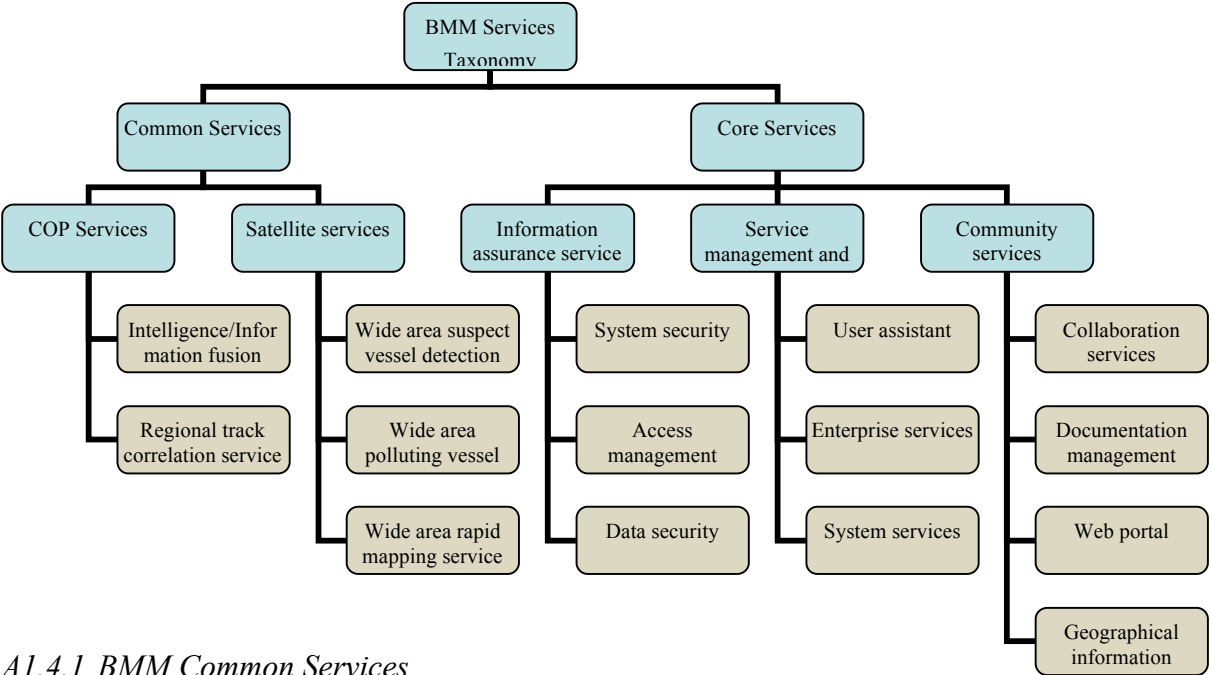 BMM Services
Taxonomy
Common Services
Core Services
COP Services
Satellite services
Information
assurance service
Service
management and
Community
services
Intelligence/Infor
mation fusion
Wide area suspect
vessel detection
System security
User assistant
Collaboration
services
Regional track
correlation service
Wide area
polluting vessel
Access
management
Enterprise services
Documentation
management
Wide area rapid
mapping service
Data security
System services
Web portal
Geographical
information
A1.4.1 BMM Common Services